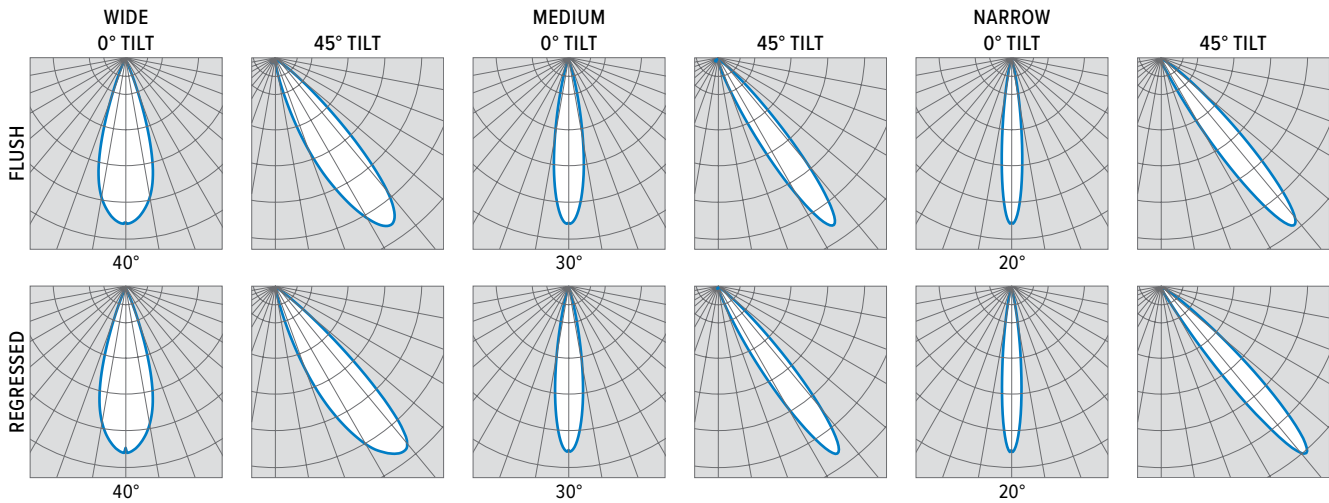 WIDE MEDIUM NARROW
0° TILT 45° TILT 0° TILT 45° TILT 0° TILT 45° TILT
FLUSH
40° 30° 20°
REGRESSED
40° 30° 20°